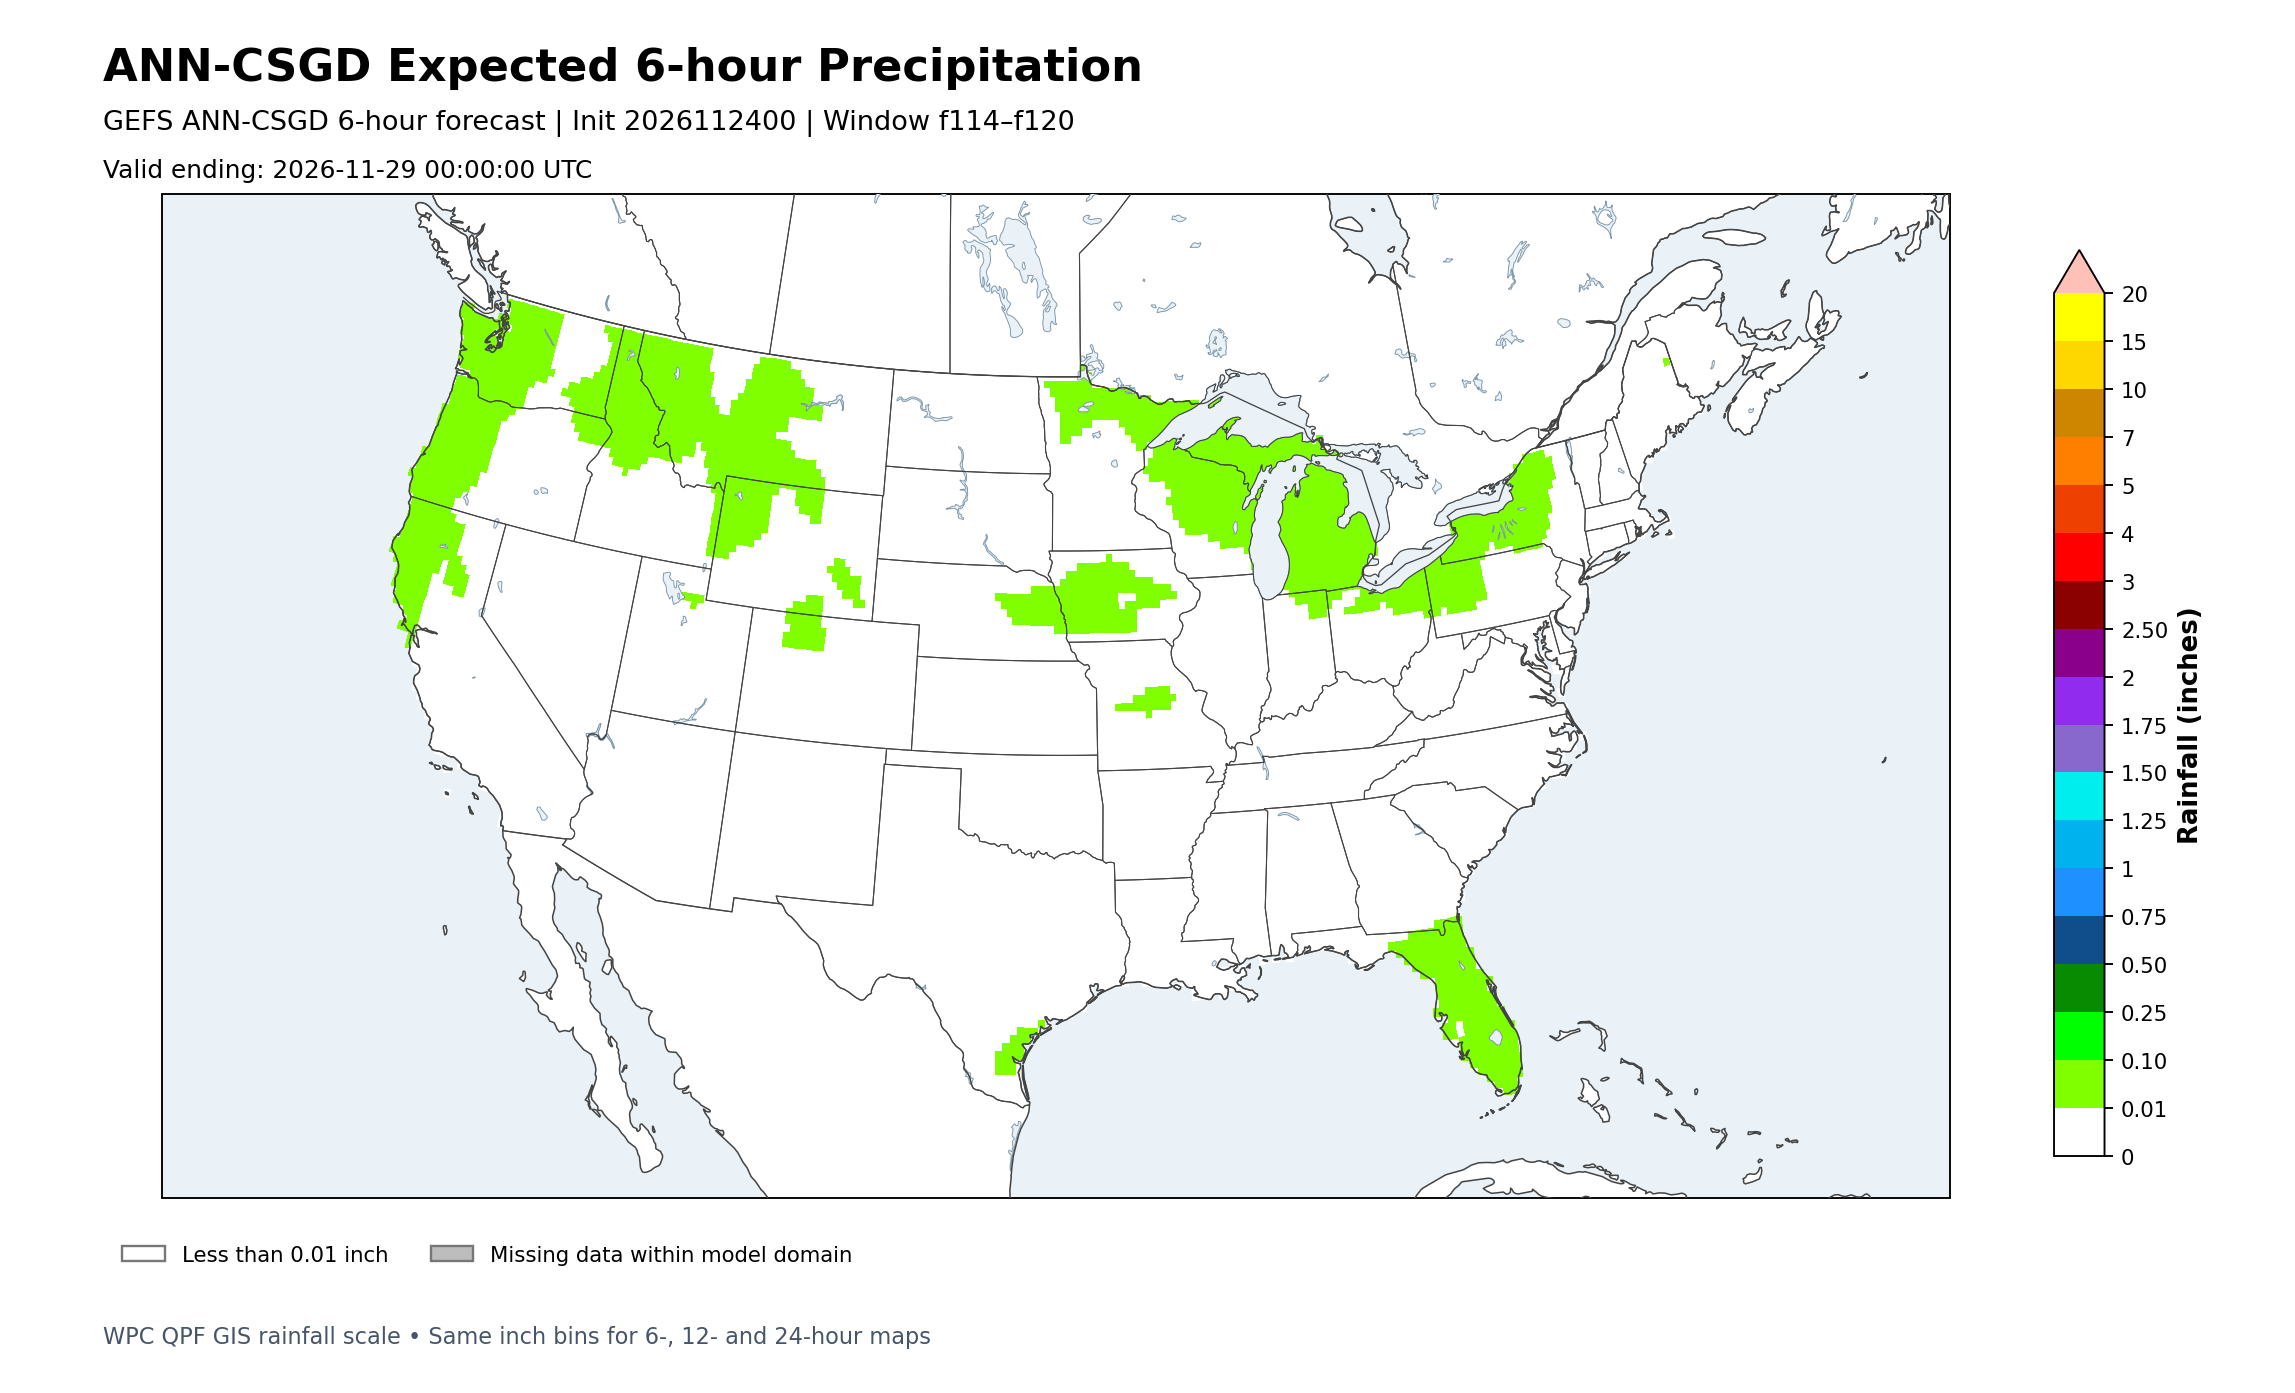 ANN-CSGD Expected 6-hour Precipitation
GEFS ANN-CSGD 6-hour forecast | Init 2026112400 | Window f114–f120
Valid ending: 2026-11-29 00:00:00 UTC
20
15
10
7
5
4
3
2.50
2
1.75
1.50
1.25
1
0.75
0.50
0.25
0.10
0.01
0
Rainfall (inches)
Less than 0.01 inch
Missing data within model domain
WPC QPF GIS rainfall scale • Same inch bins for 6-, 12- and 24-hour maps